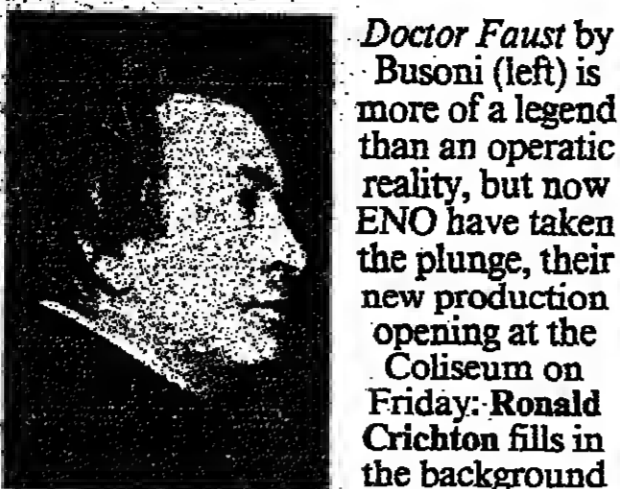 Doctor Faust by
Busoni (left) is
more of a legend
than an operatic
reality, but now
ENO have taken
the plunge, their
new production
opening at the
Coliseum on
Friday: Ronald
Crichton fills in
the background